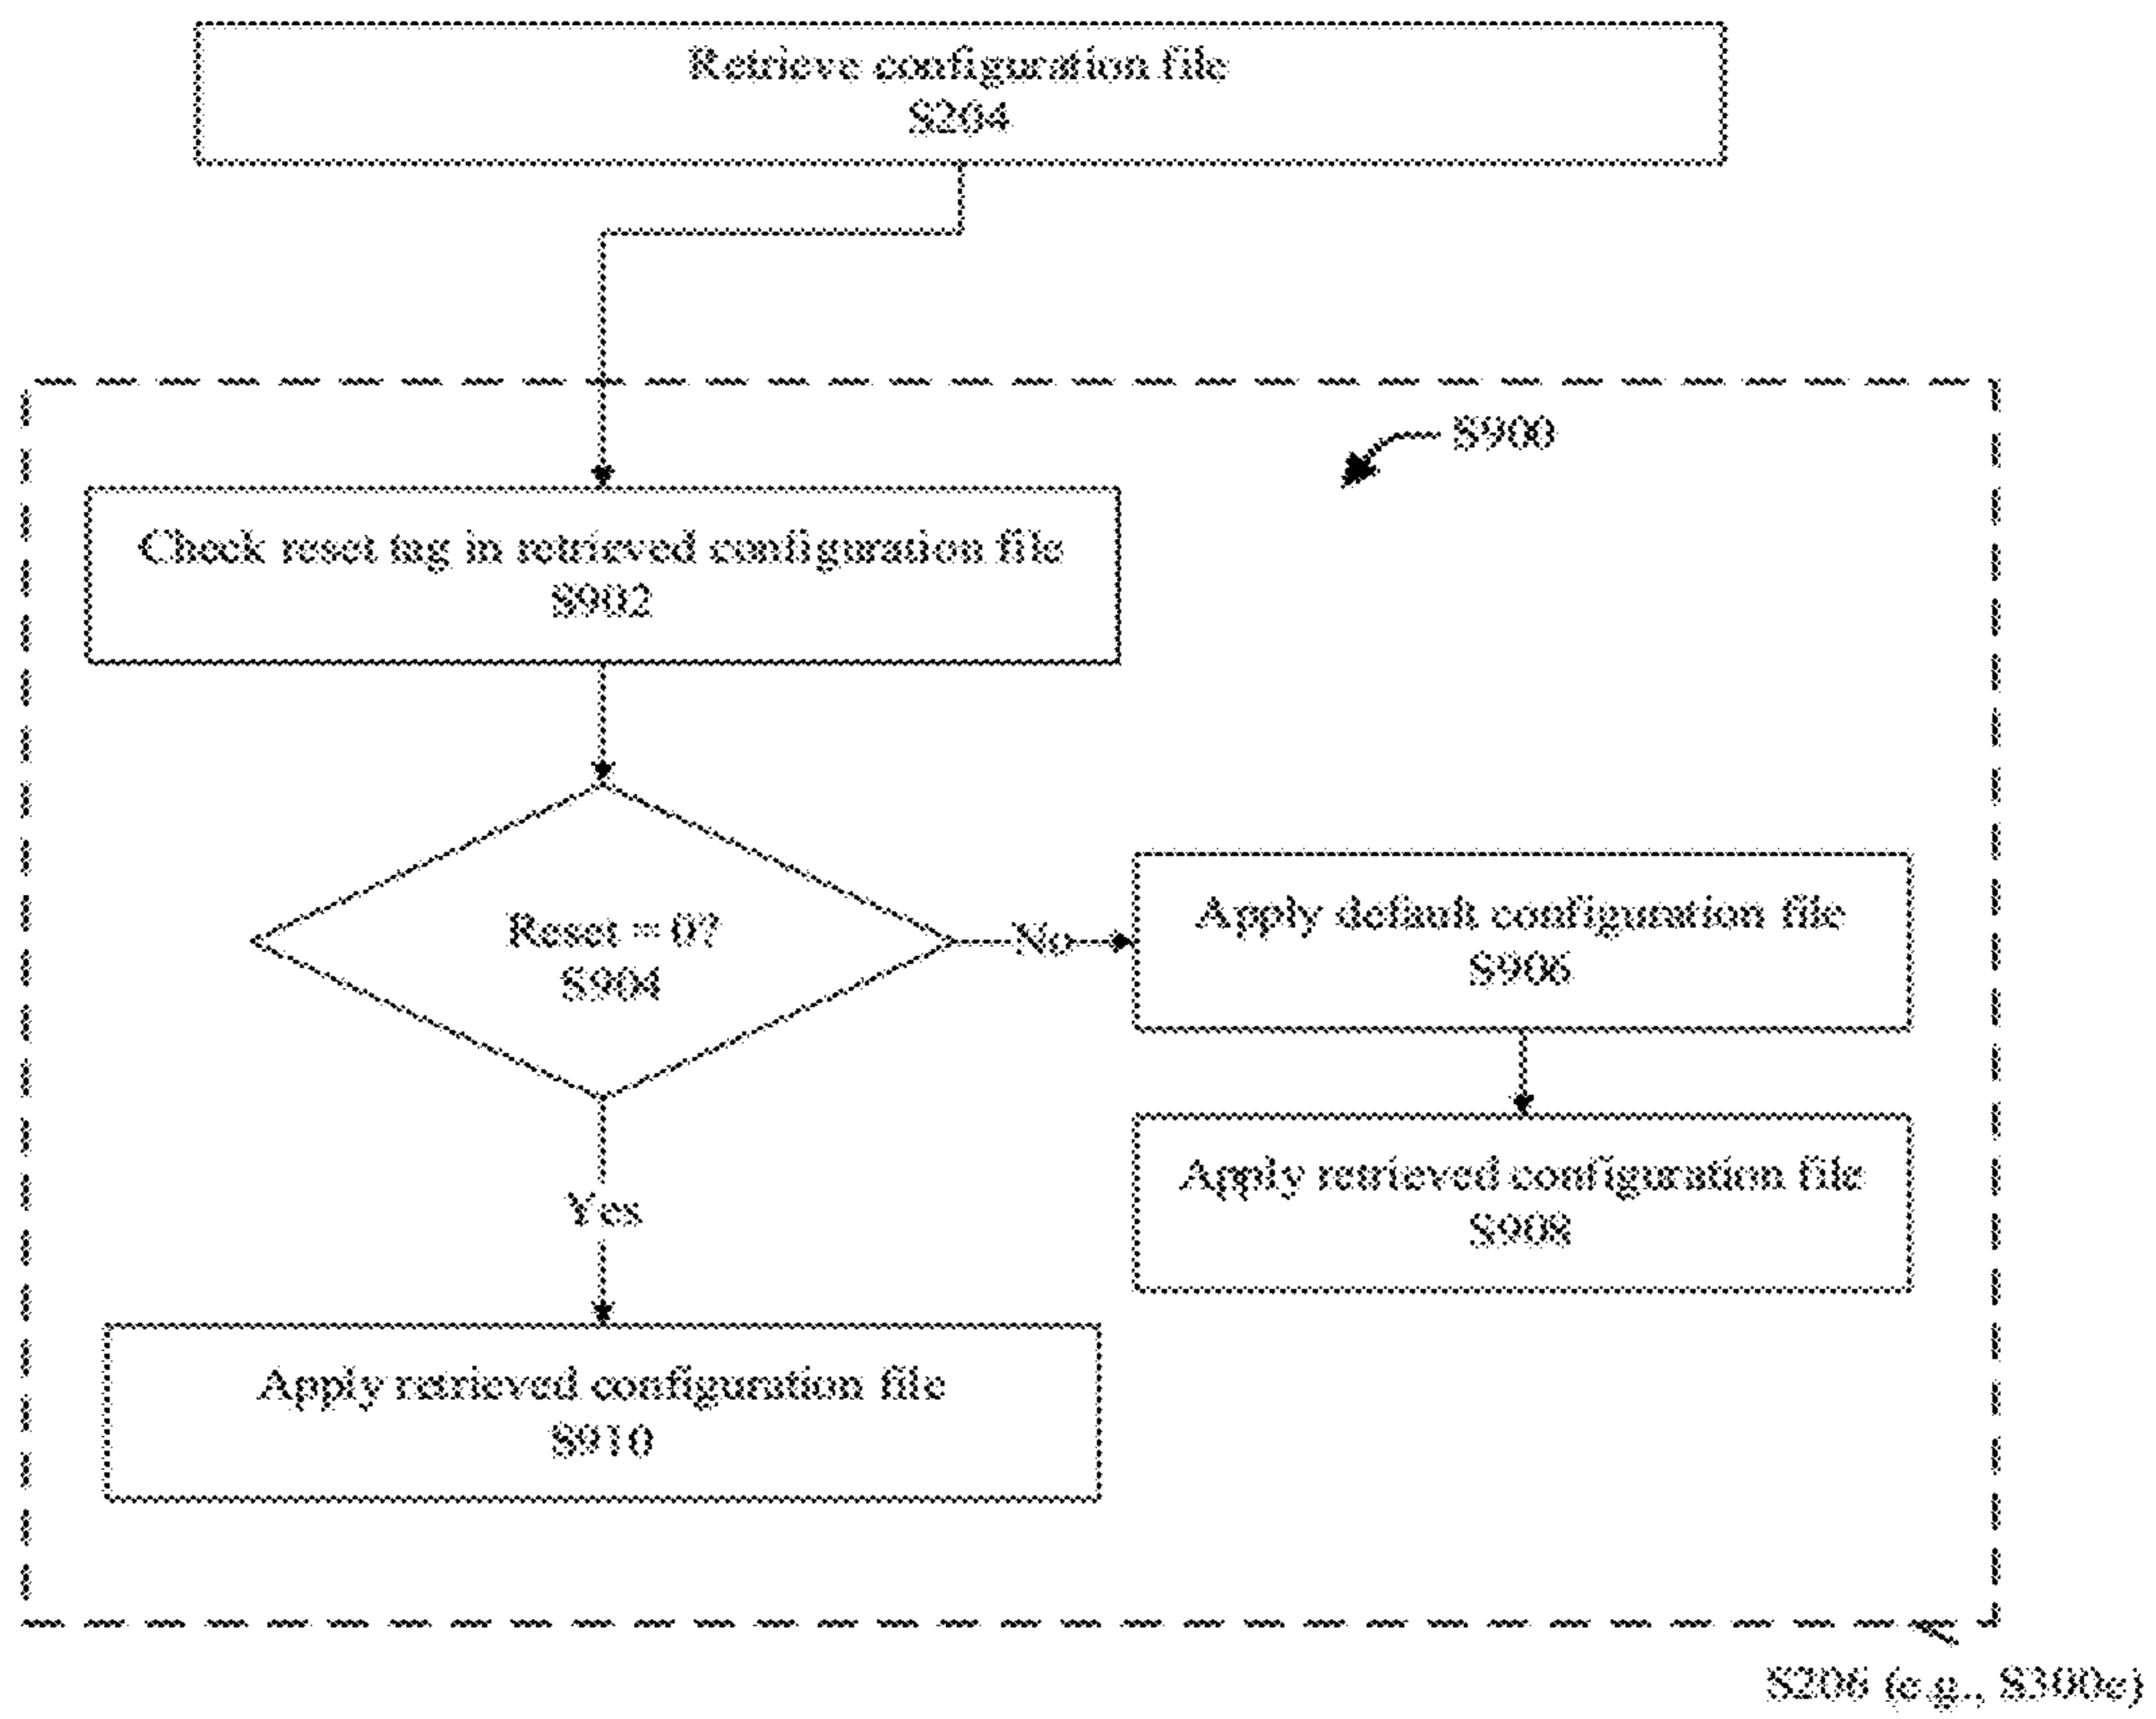 Retrieve configuration file
S204
S900
Check reset tag in retrieved configuration file
S902
Reset = 0?
S904
No
Apply default configuration file
S906
Apply retrieved configuration file
S908
Yes
Apply retrieved configuration file
S910
S206 (e.g., S300e)